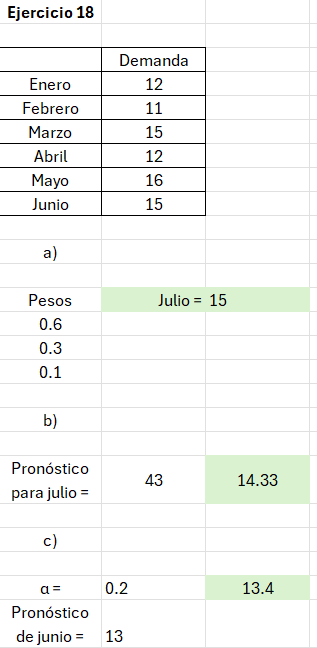 Ejercicio 18
Demanda
Enero 12
Febrero 11
Marzo 15
Abril 12
Mayo 16
Junio 15
a)
Pesos Julio = 15
0.6
0.3
0.1
b)
Pronóstico
para julio = 43 14.33
c)
α = 0.2 13.4
Pronóstico
de junio = 13